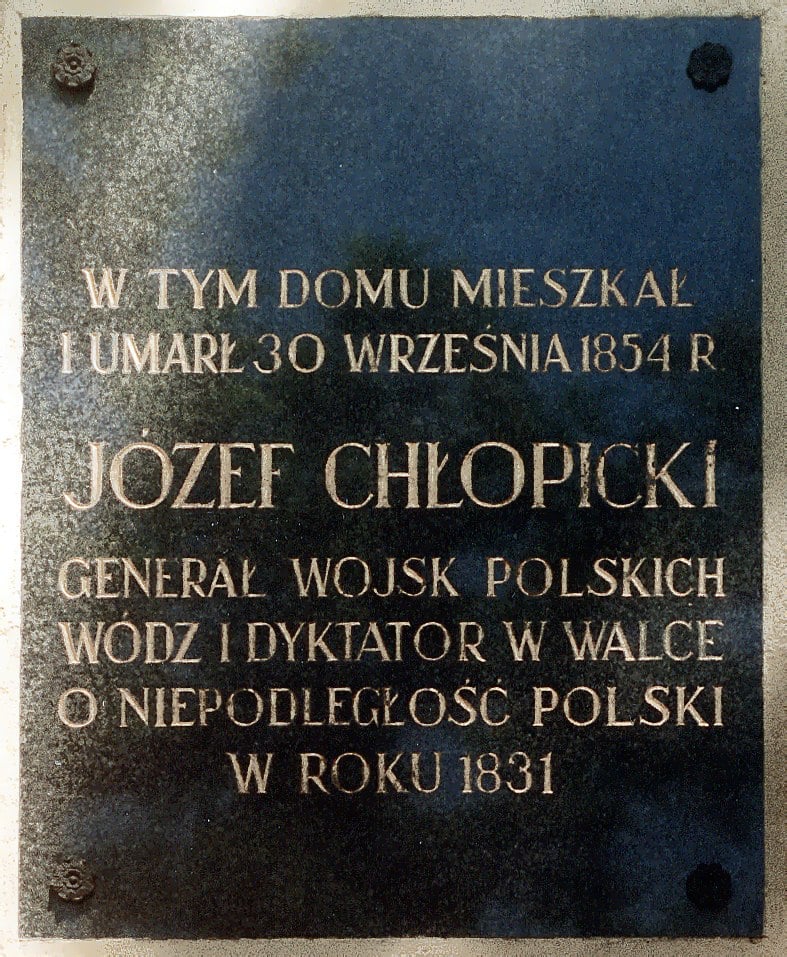 W TYM DOMU MIESZKAŁ
I UMARŁ 30 WRZEŚNIA 1854 R
JÓZEF CHŁOPICKI
GENERAŁ WOJSK POLSKICH
WÓDZ I DYKTATOR W WALCE
O NIEPODLEGŁOŚĆ POLSKI
W ROKU 1831